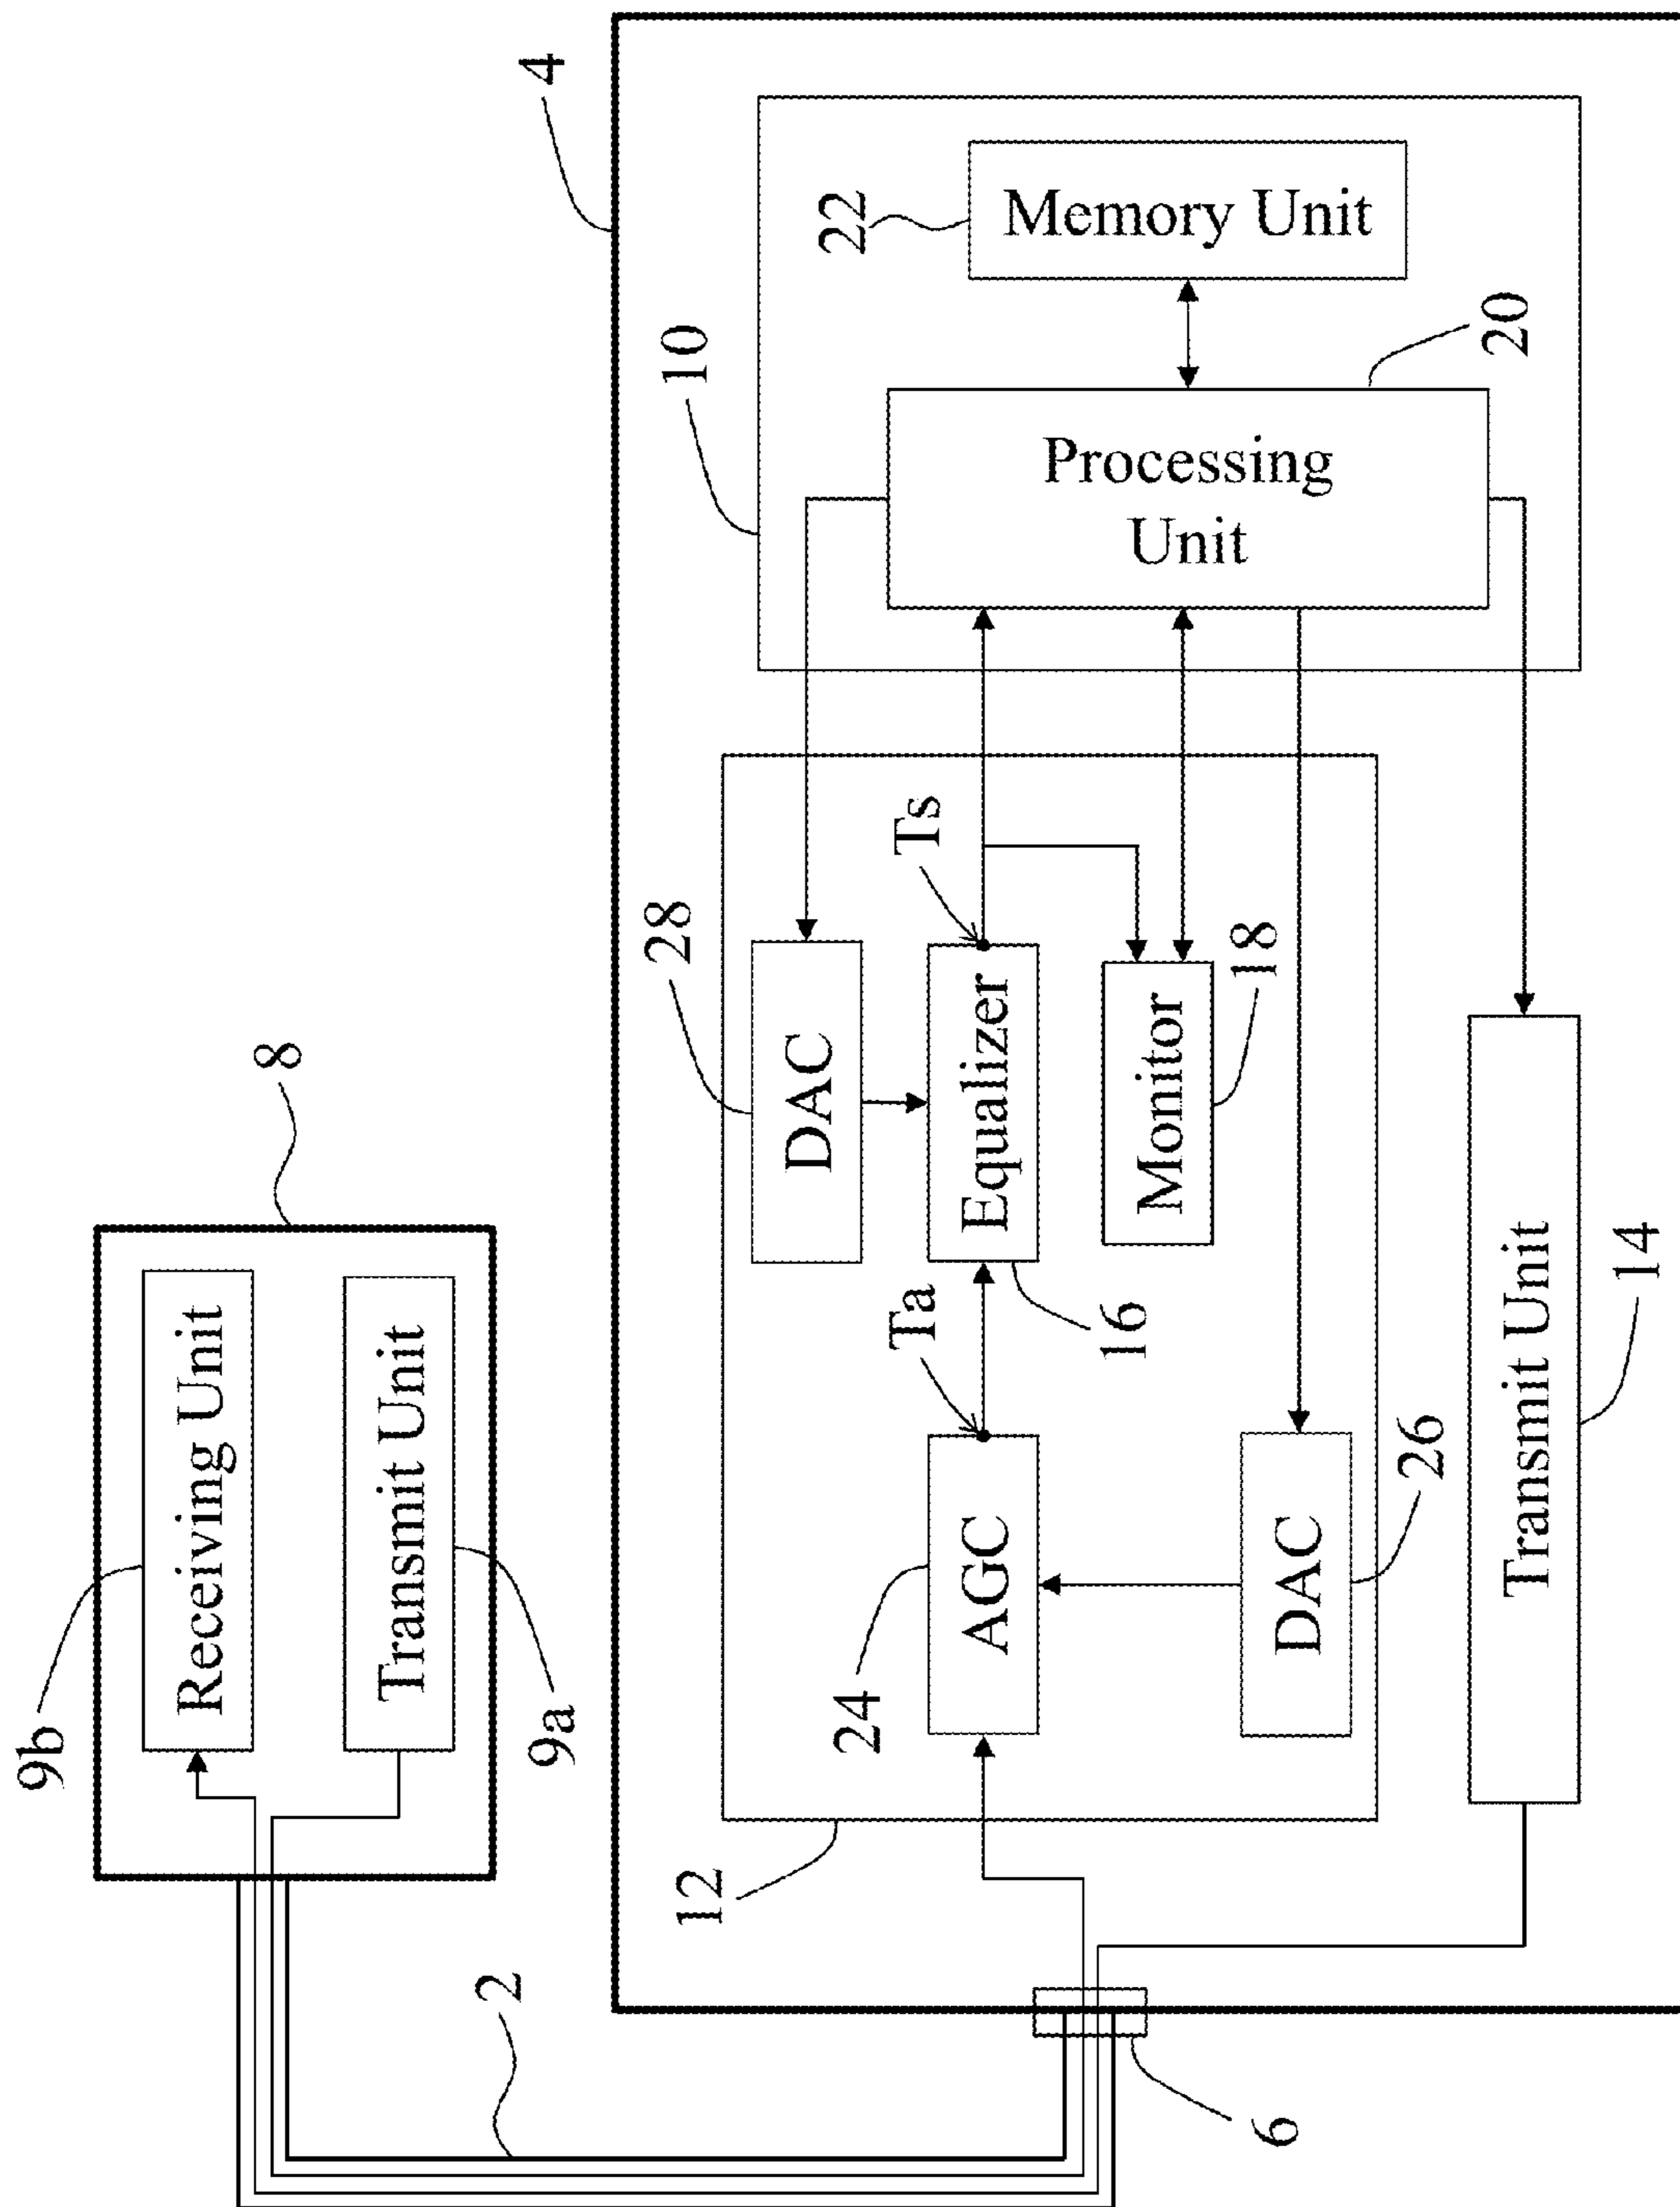 8
9b
Receiving Unit
Transmit Unit
9a
2
4
10
22
Memory Unit
Processing
Unit
20
28
DAC
Ts
Equalizer
16
Monitor
18
Ta
AGC
24
DAC
26
12
Transmit Unit
14
6